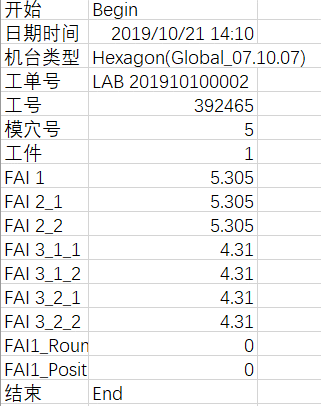 开始 Begin
日期时间 2019/10/21 14:10
机台类型 Hexagon(Global_07.10.07)
工单号 LAB 201910100002
工号 392465
模穴号 5
工件 1
FAI 1 5.305
FAI 2_1 5.305
FAI 2_2 5.305
FAI 3_1_1 4.31
FAI 3_1_2 4.31
FAI 3_2_1 4.31
FAI 3_2_2 4.31
FAI1_Roun 0
FAI1_Posit 0
结束 End